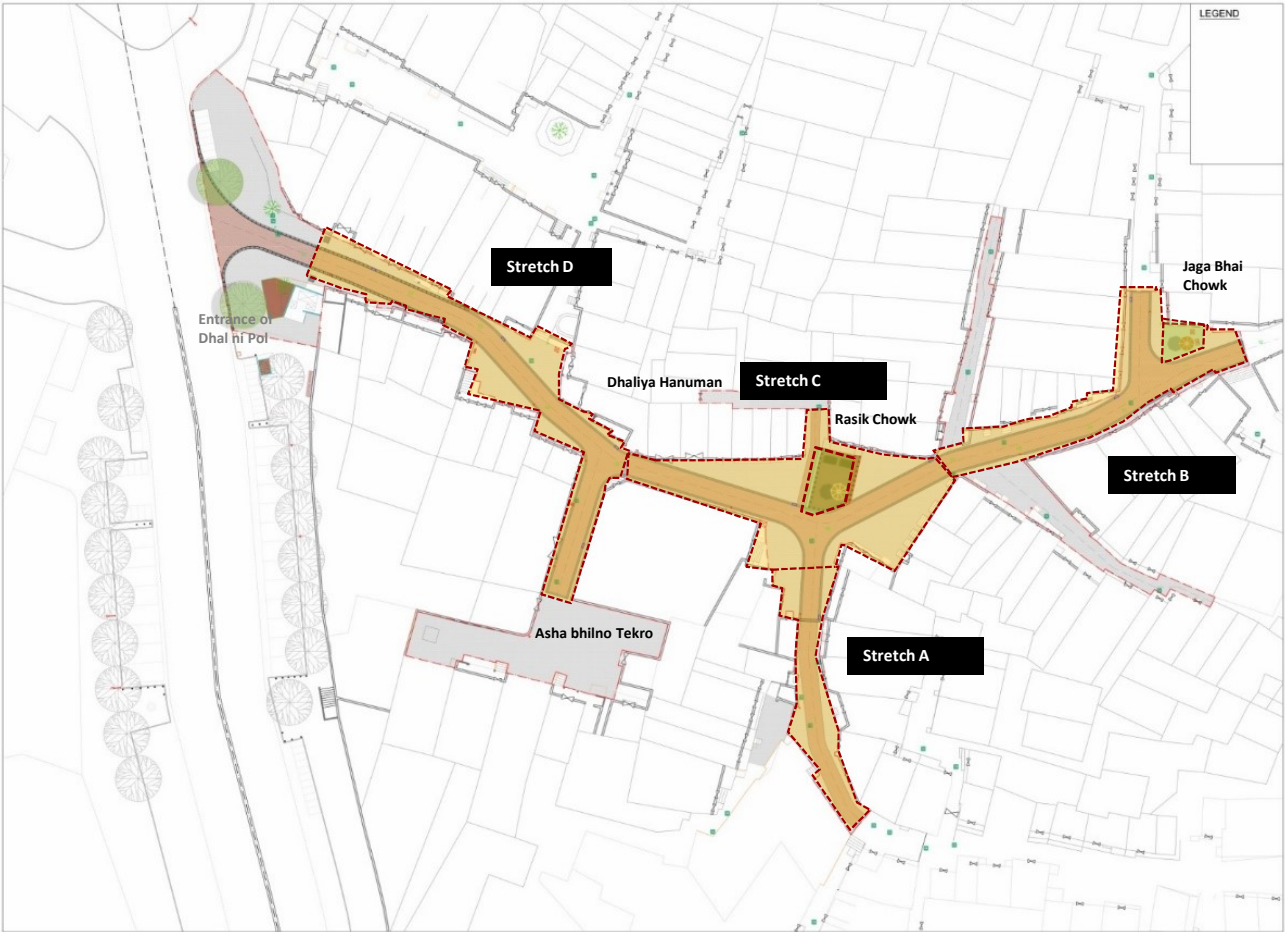 LEGEND
Stretch D
Jaga Bhai
Chowk
Entrance of
Dhal ni Pol
Dhaliya Hanuman
Stretch C
Rasik Chowk
Stretch B
Asha bhilno Tekro
Stretch A